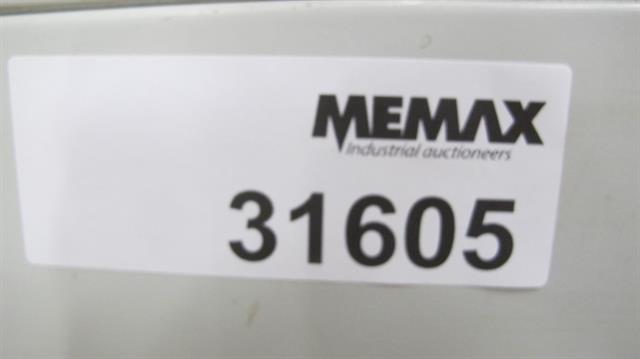 MEMAX
Industrial auctioneers
31605